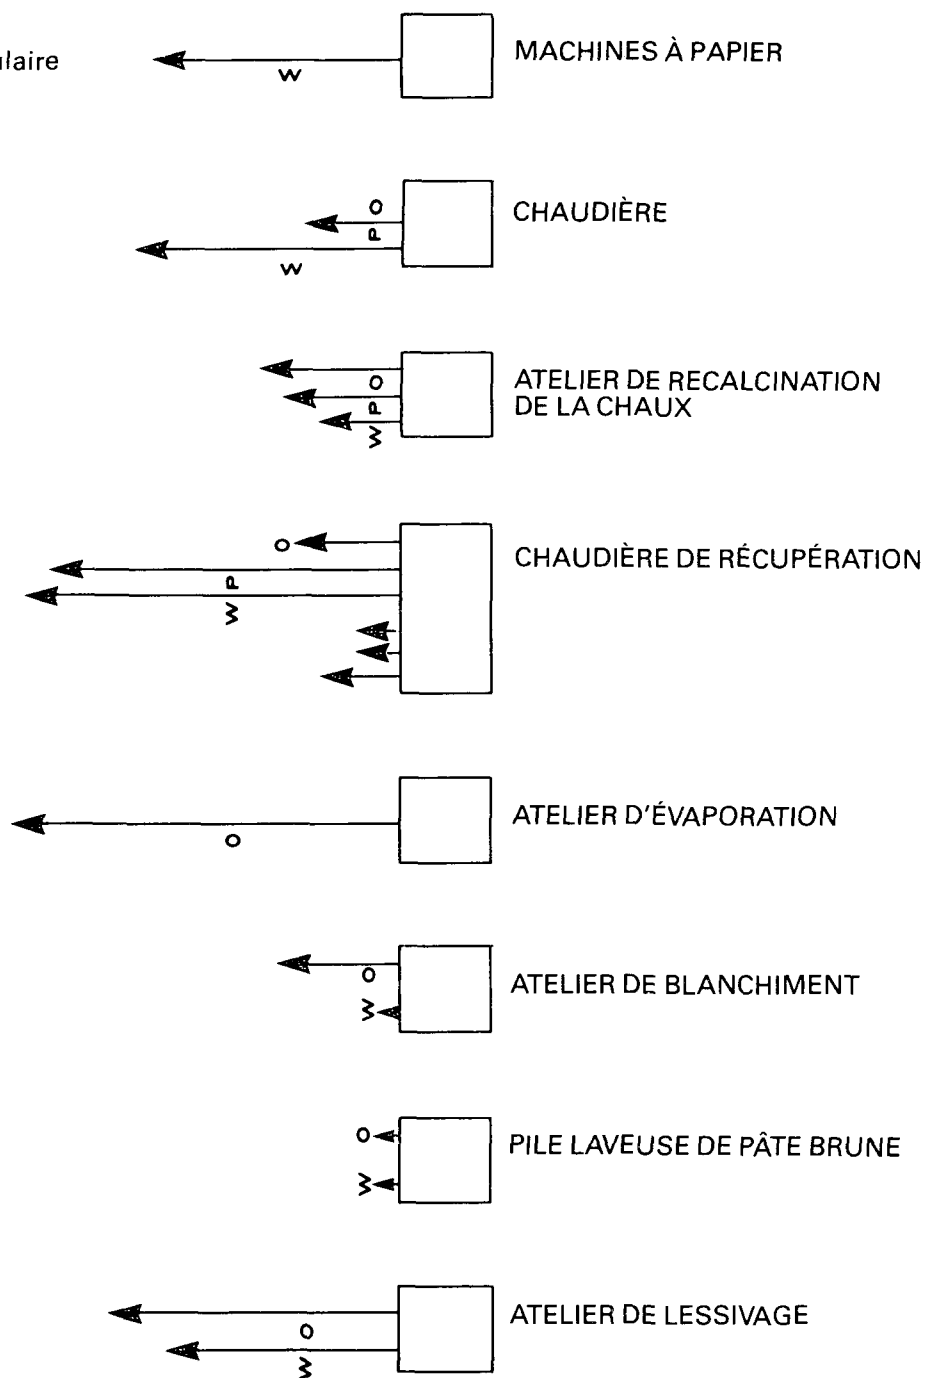 ulaire
MACHINES À PAPIER
W
CHAUDIÈRE
O
P
W
ATELIER DE RECALCINATION
DE LA CHAUX
O
P
W
CHAUDIÈRE DE RÉCUPÉRATION
O
P
W
ATELIER D'ÉVAPORATION
O
ATELIER DE BLANCHIMENT
O
W
PILE LAVEUSE DE PÂTE BRUNE
O
W
ATELIER DE LESSIVAGE
O
W